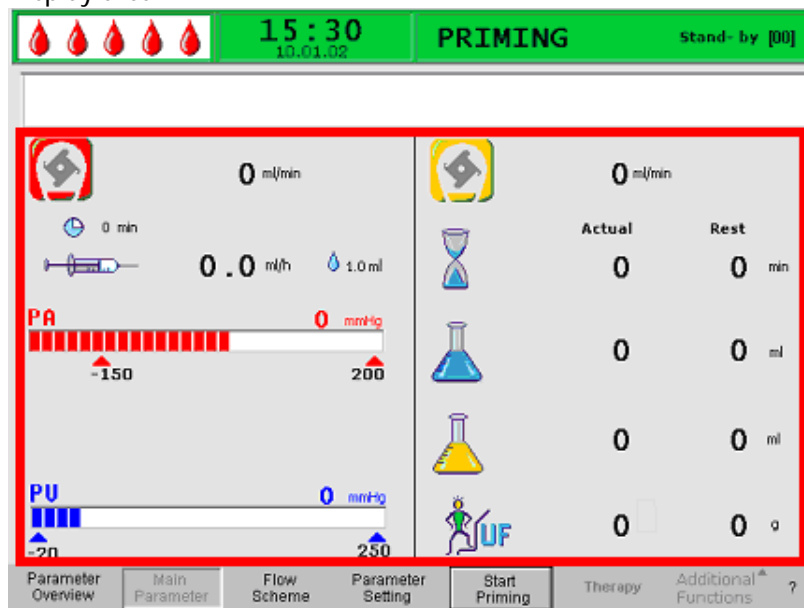 15:30
10.01.02
PRIMING
Stand- by [00]
0 ml/min
0 min
0.0 ml/h
1.0 ml
PA 0 mmHg
-150 200
PV 0 mmHg
-20 250
0 ml/min
Actual Rest
0 0 min
0 0 ml
0 0 ml
UF 0 0 g
Parameter Overview
Main Parameter
Flow Scheme
Parameter Setting
Start Priming
Therapy
Additional Functions
?